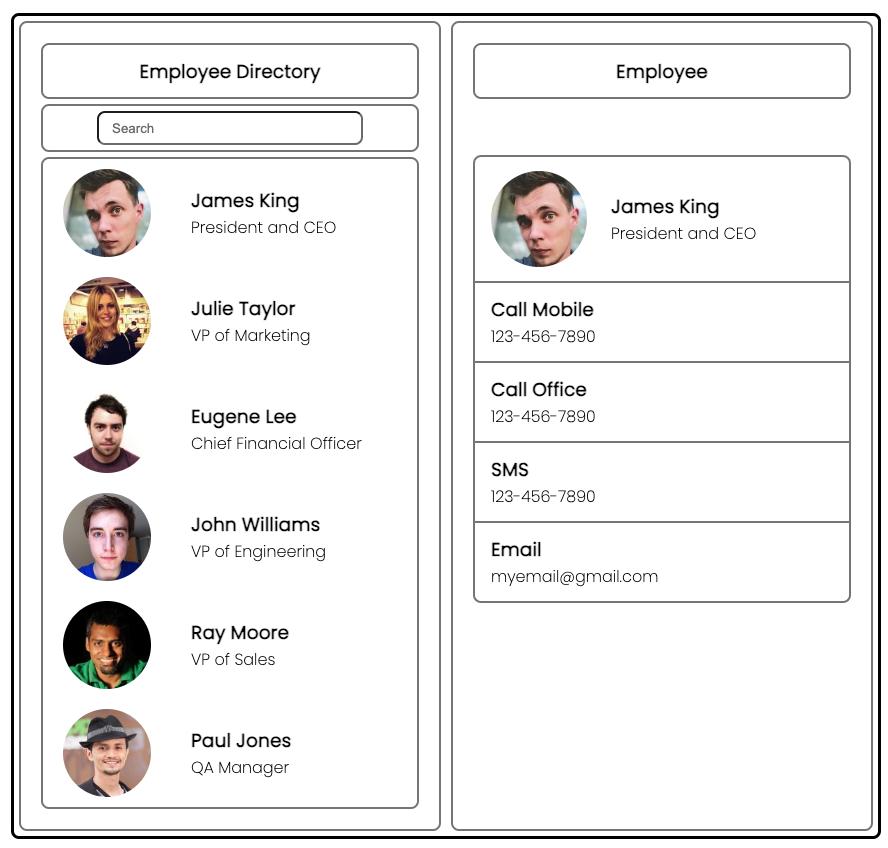 Employee Directory
Search
James King
President and CEO
Julie Taylor
VP of Marketing
Eugene Lee
Chief Financial Officer
John Williams
VP of Engineering
Ray Moore
VP of Sales
Paul Jones
QA Manager
Employee
James King
President and CEO
Call Mobile
123-456-7890
Call Office
123-456-7890
SMS
123-456-7890
Email
myemail@gmail.com